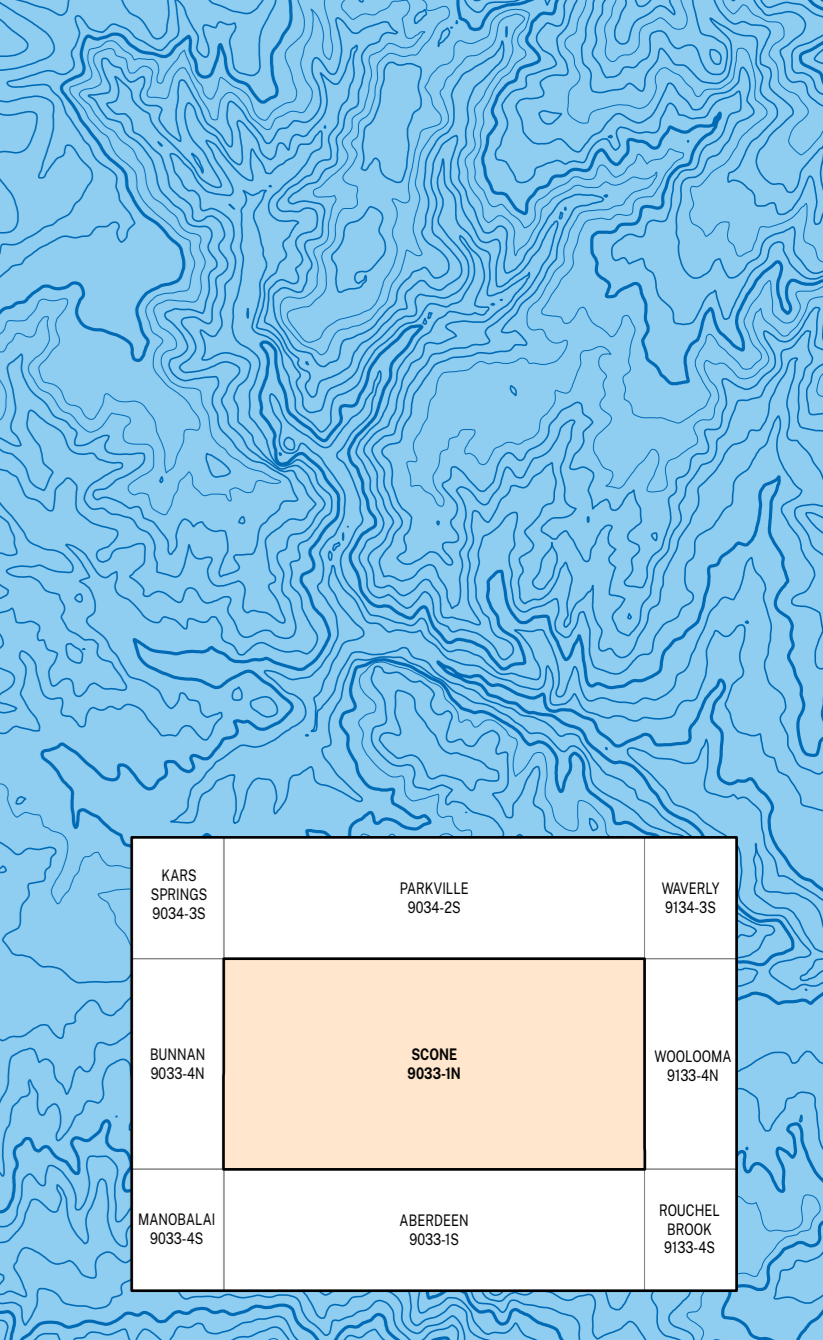 KARS
SPRINGS
9034-3S
PARKVILLE
9034-2S
WAVERLY
9134-3S
BUNNAN
9033-4N
SCONE
9033-1N
WOOLOOMA
9133-4N
MANOBALAI
9033-4S
ABERDEEN
9033-1S
ROUCHEL
BROOK
9133-4S